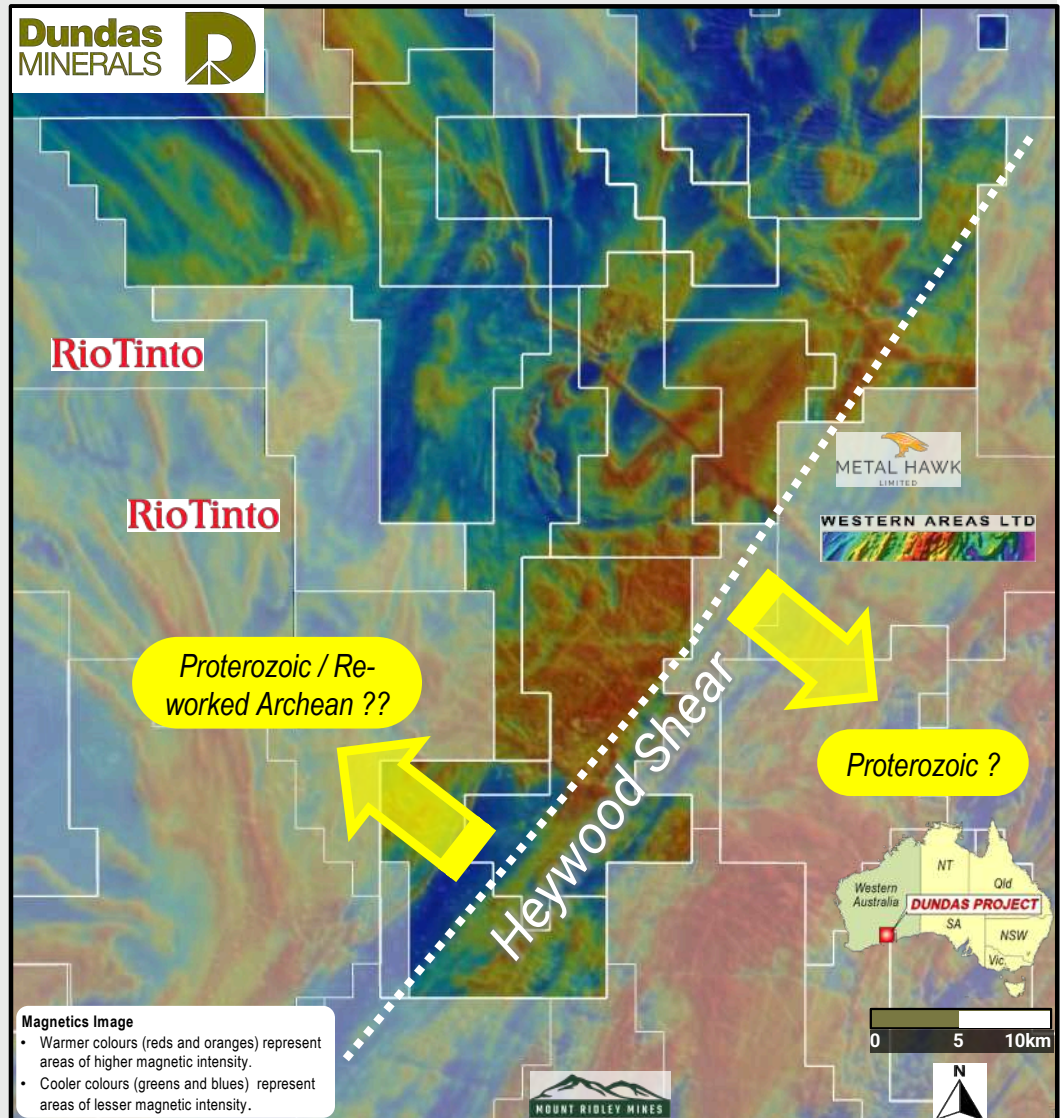 Dundas
MINERALS
RioTinto
RioTinto
METAL HAWK
LIMITED
WESTERN AREAS LTD
Proterozoic / Re-
worked Archean ??
Heywood Shear
Proterozoic ?
NT
Western
Australia
Qld
DUNDAS PROJECT
SA
NSW
Vic.
Magnetics Image
• Warmer colours (reds and oranges) represent
areas of higher magnetic intensity.
• Cooler colours (greens and blues) represent
areas of lesser magnetic intensity.
0 5 10km
N
MOUNT RIDLEY MINES